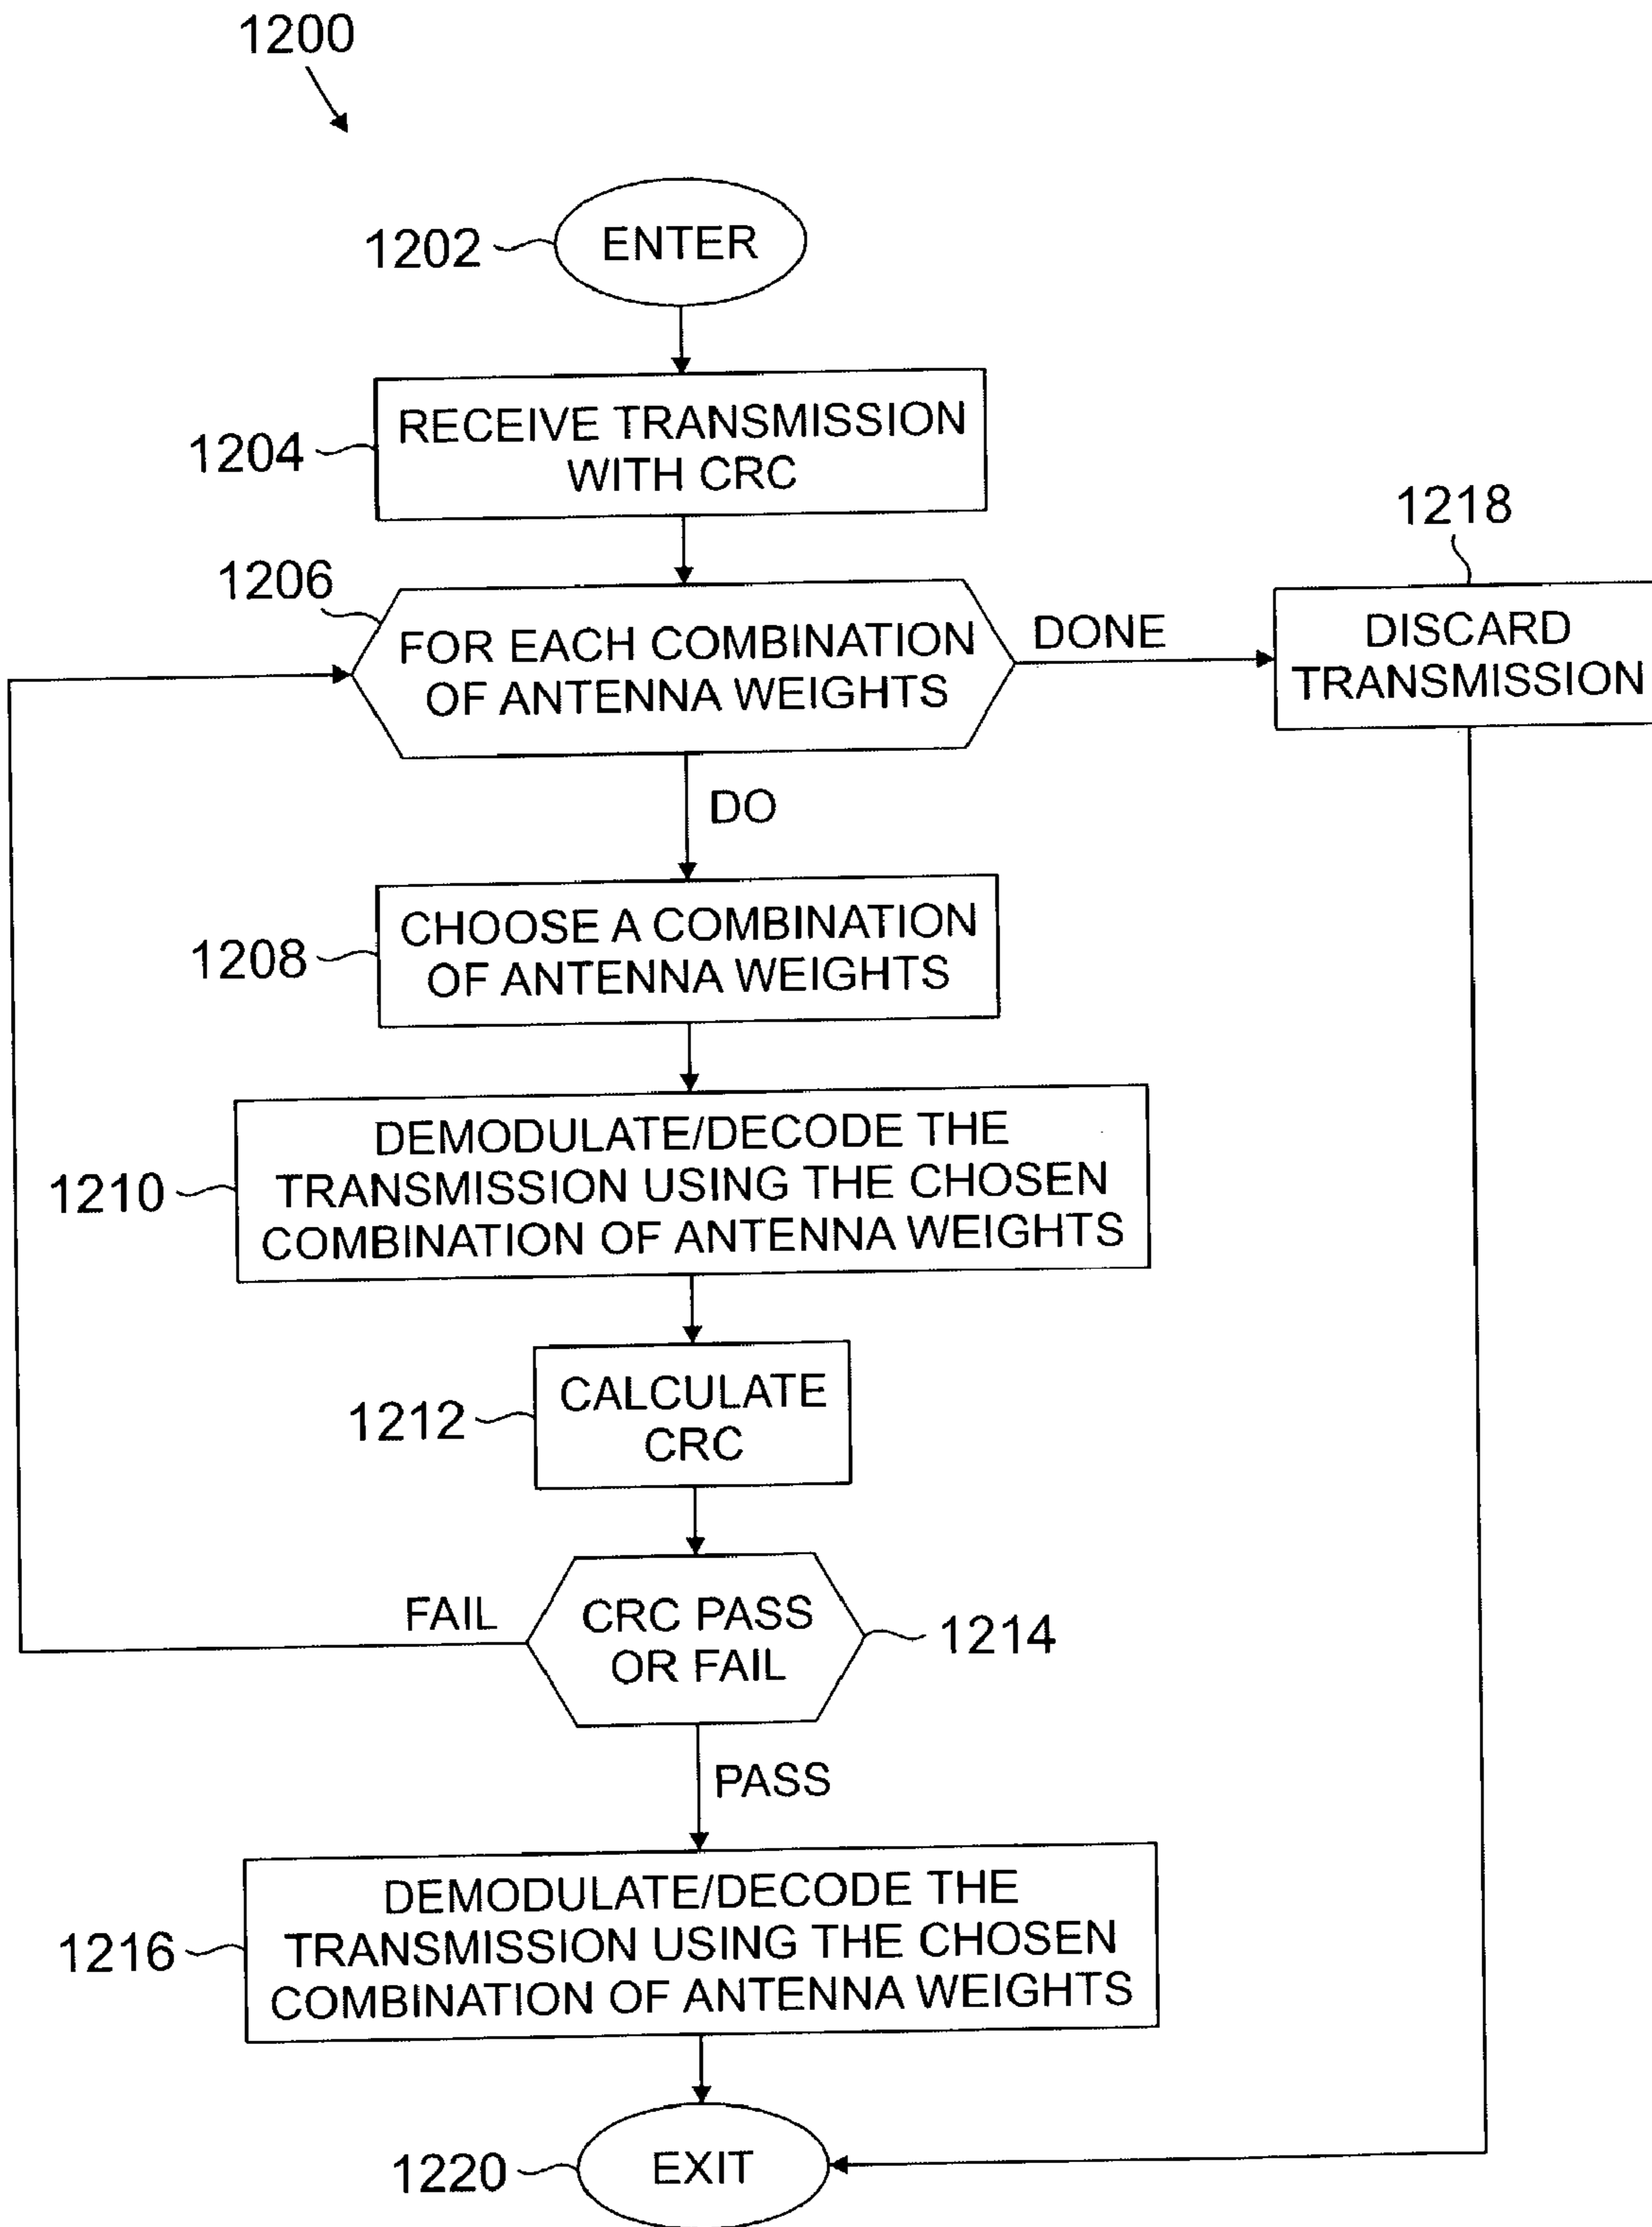 1200
1202
ENTER
1204
RECEIVE TRANSMISSION
WITH CRC
1206
FOR EACH COMBINATION
OF ANTENNA WEIGHTS
DONE
1218
DISCARD
TRANSMISSION
DO
1208
CHOOSE A COMBINATION
OF ANTENNA WEIGHTS
1210
DEMODULATE/DECODE THE
TRANSMISSION USING THE CHOSEN
COMBINATION OF ANTENNA WEIGHTS
1212
CALCULATE
CRC
FAIL
CRC PASS
OR FAIL
1214
PASS
1216
DEMODULATE/DECODE THE
TRANSMISSION USING THE CHOSEN
COMBINATION OF ANTENNA WEIGHTS
1220
EXIT